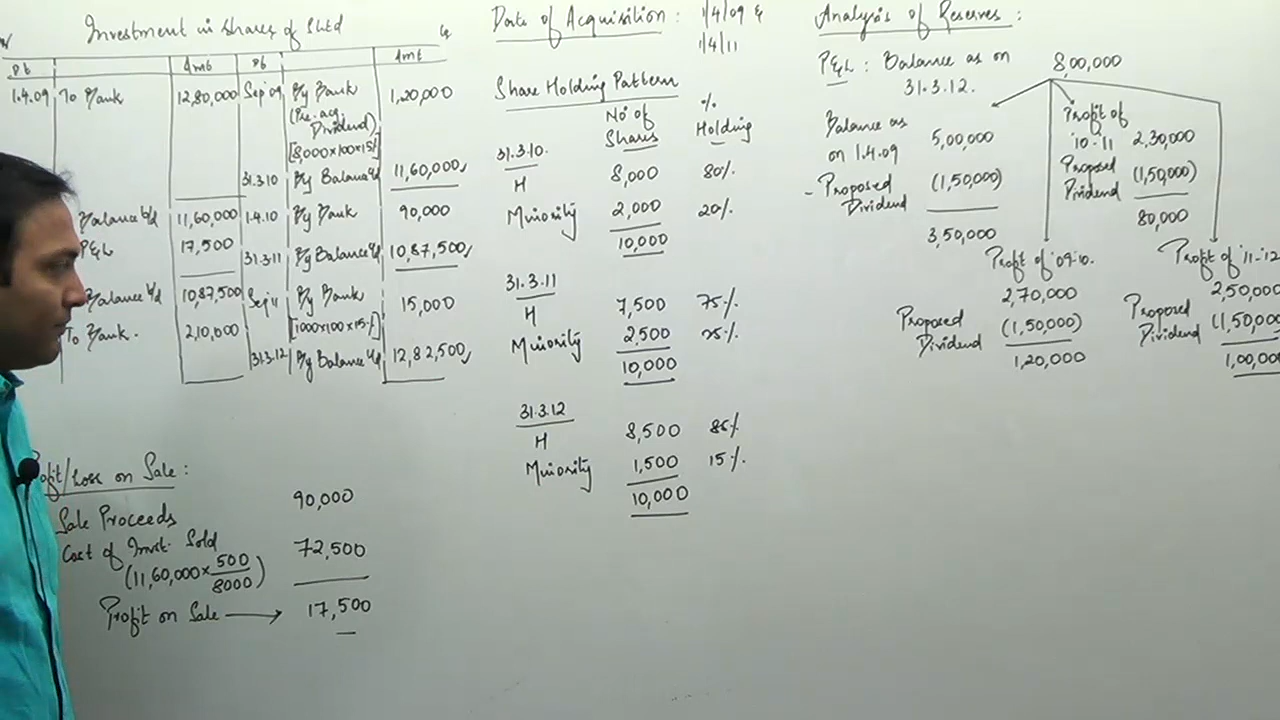 Investment in shares of S Ltd
Dt Amt Dt Amt
1.4.09 To Bank 12,80,000 Sep'09 By Bank 1,20,000
(Pre-acq. Dividend)
[8,000×100×15%]
31.3.10 By Balance c/d 11,60,000
Balance b/d 11,60,000 1.4.10 By Bank 90,000
P&L 17,500 31.3.11 By Balance c/d 10,87,500
Balance b/d 10,87,500 Sep'11 By Bank 15,000
To Bank. 2,10,000 [1000×100×15%]
31.3.12 By Balance c/d 12,82,500
Profit/Loss on Sale:
Sale Proceeds 90,000
Cost of Invt. Sold 72,500
(11,60,000×500/8000)
Profit on Sale → 17,500
Date of Acquisition: 1/4/09 &
1/4/11
Share Holding Pattern
No of Shares % Holding
31.3.10.
H 8,000 80%
Minority 2,000 20%
10,000
31.3.11
H 7,500 75%
Minority 2,500 25%
10,000
31.3.12
H 8,500 85%
Minority 1,500 15%
10,000
Analysis of Reserves:
P&L: Balance as on 8,00,000
31.3.12.
Balance as on 1.4.09 5,00,000
- Proposed Dividend (1,50,000)
3,50,000
Profit of '09-10.
2,70,000
Proposed Dividend (1,50,000)
1,20,000
Profit of '10-11 2,30,000
Proposed Dividend (1,50,000)
80,000
Profit of '11-'12
2,50,000
Proposed Dividend (1,50,000
1,00,000